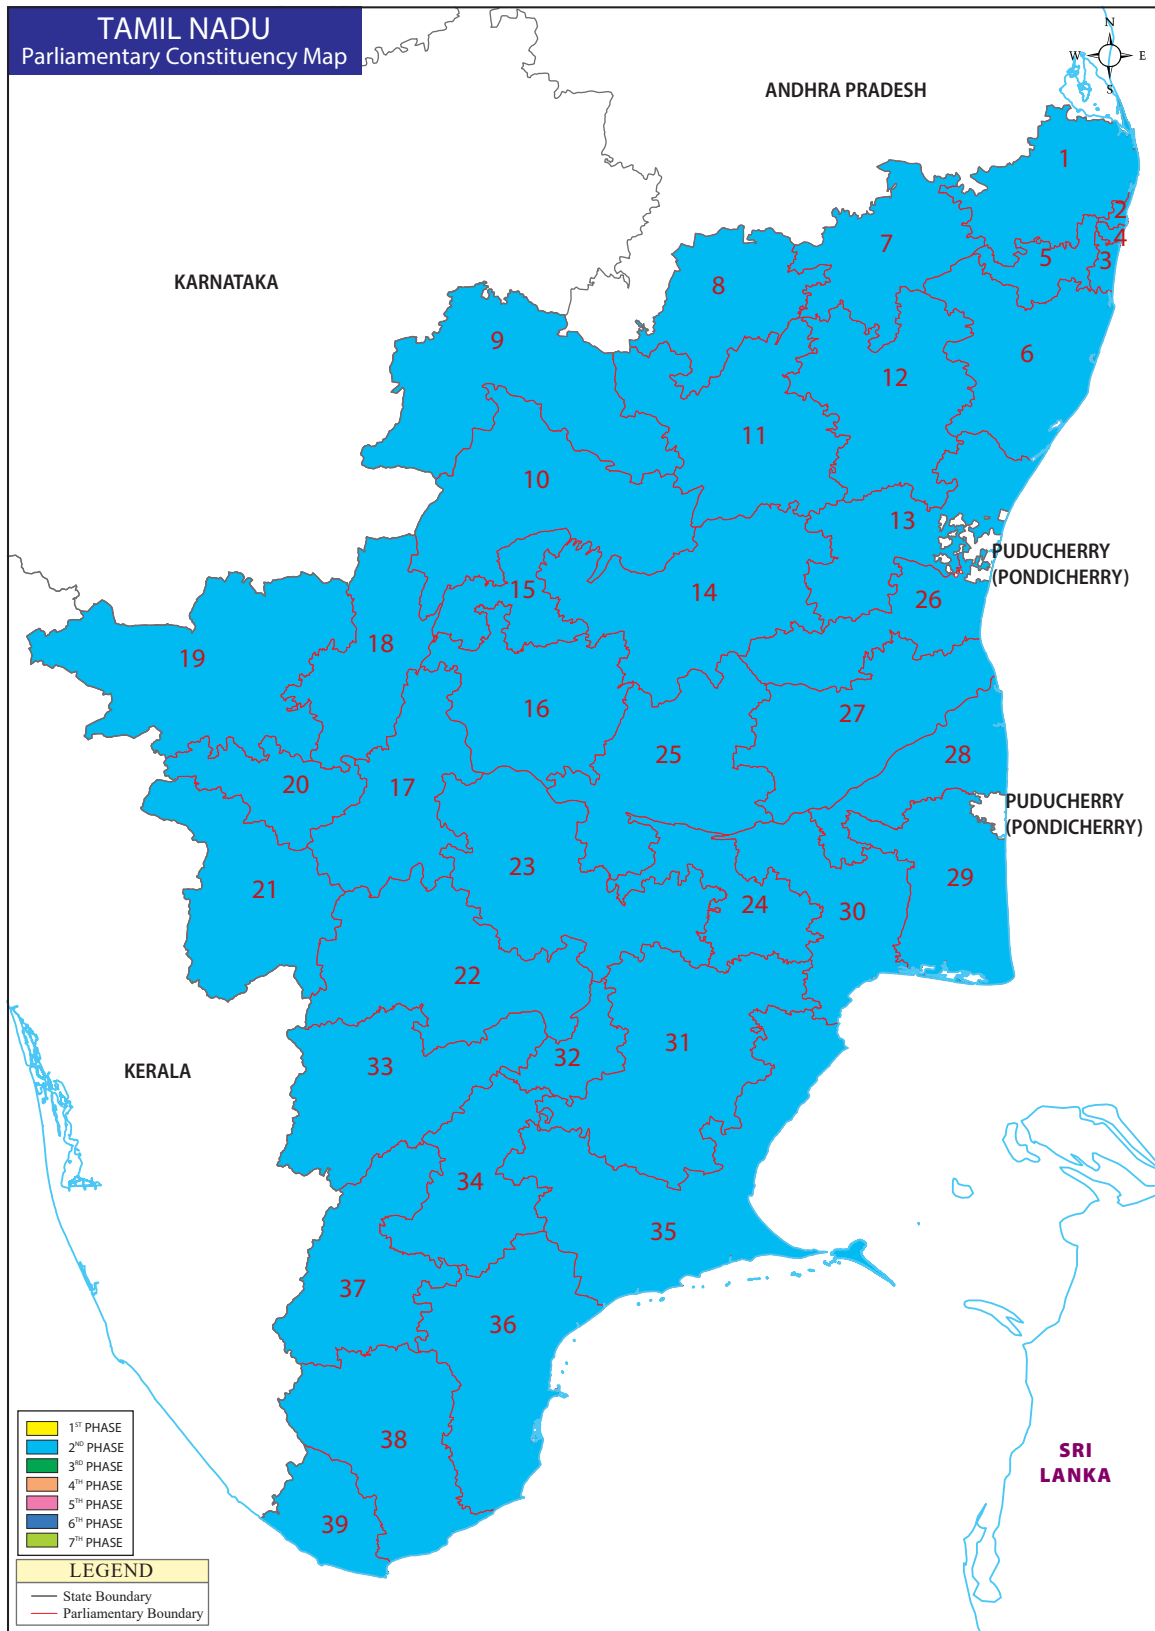 TAMIL NADU
Parliamentary Constituency Map
N
W
E
S
ANDHRA PRADESH
KARNATAKA
1
2
4
3
5
7
8
6
9
12
11
10
13
PUDUCHERRY
(PONDICHERRY)
26
14
15
18
19
16
27
25
28
17
20
PUDUCHERRY
(PONDICHERRY)
23
29
21
24
30
22
31
32
33
KERALA
34
35
37
36
38
39
SRI
LANKA
1ST PHASE
2ND PHASE
3RD PHASE
4TH PHASE
5TH PHASE
6TH PHASE
7TH PHASE
LEGEND
State Boundary
Parliamentary Boundary